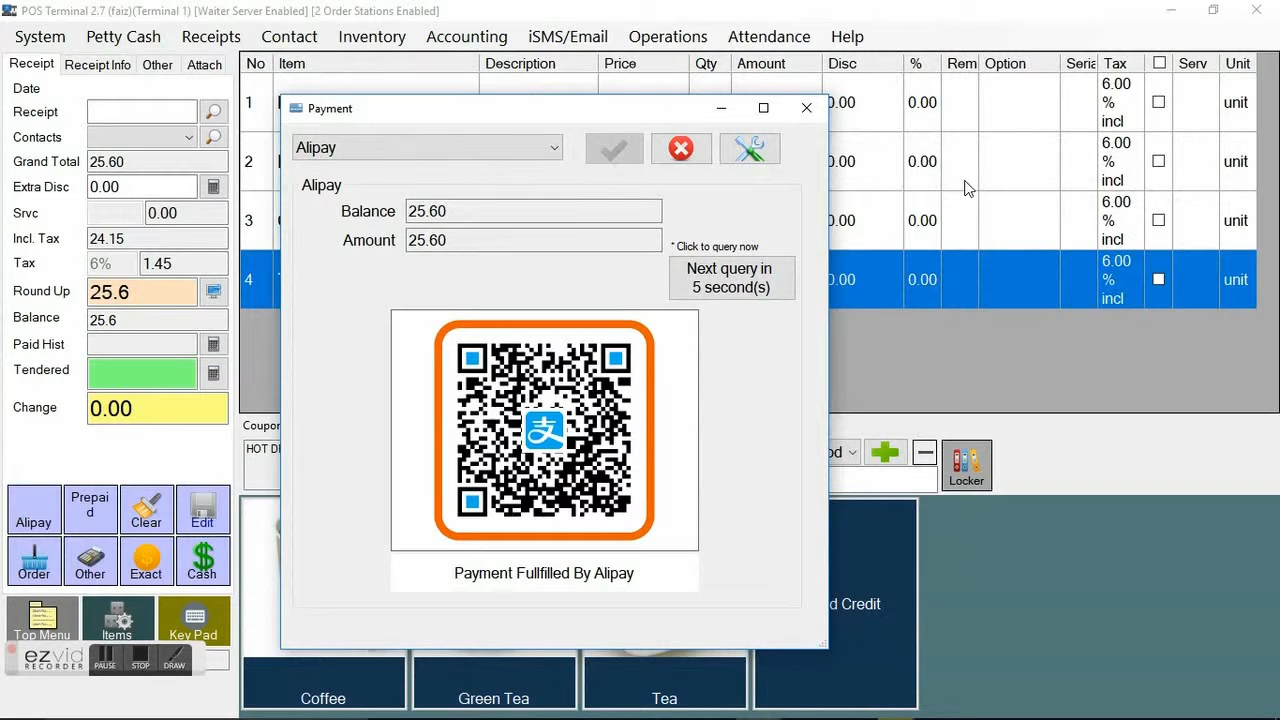 POS Terminal 2.7 (faiz)(Terminal 1) [Waiter Server Enabled] [2 Order Stations Enabled]
System Petty Cash Receipts Contact Inventory Accounting iSMS/Email Operations Attendance Help
Receipt Receipt Info Other Attach
No Item Description Price Qty Amount Disc % Rem Option Seria Tax Serv Unit
Date
Receipt
Contacts
Grand Total 25.60
Extra Disc 0.00
Srvc 0.00
Incl. Tax 24.15
Tax 6% 1.45
Round Up 25.6
Balance 25.6
Paid Hist
Tendered
Change 0.00
1 0.00 0.00 6.00 % incl unit
2 0.00 0.00 6.00 % incl unit
3 0.00 0.00 6.00 % incl unit
4 0.00 0.00 6.00 % incl unit
Payment
Alipay
Alipay
Balance 25.60
Amount 25.60
* Click to query now
Next query in
5 second(s)
支
Payment Fullfilled By Alipay
Coupon
HOT D
od
Locker
Alipay
Prepai
d
Clear
Edit
Order
Other
Exact
Cash
Top Menu
Items
Key Pad
ezvid
RECORDER
PAUSE
STOP
DRAW
d Credit
Coffee
Green Tea
Tea